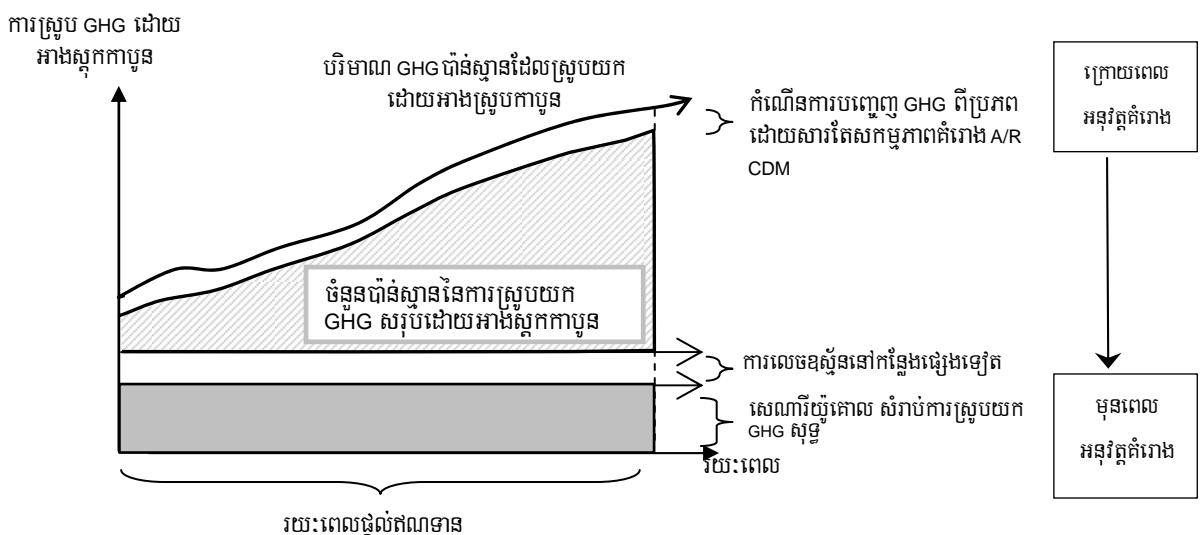 ការស្រូប GHG ដោយ
អាងស្តុកកាបូន
បរិមាណ GHG ប៉ាន់ស្មានដែលស្រូបយក
ដោយអាងស្រូបកាបូន
កំណើនការបញ្ចេញ GHG ពីប្រភព
ដោយសារតែសកម្មភាពគំរោង A/R
CDM
ចំនួនប៉ាន់ស្មាននៃការស្រូបយក
GHG សរុបដោយអាងស្តុកកាបូន
ការលេចឧស្ម័ននៅកន្លែងផ្សេងទៀត
សេណារីយ៉ូគោល សំរាប់ការស្រូបយក
GHG សុទ្ធ
រយៈពេល
រយៈពេលផ្តល់ឥណទាន
ក្រោយពេល
អនុវត្តគំរោង
មុនពេល
អនុវត្តគំរោង